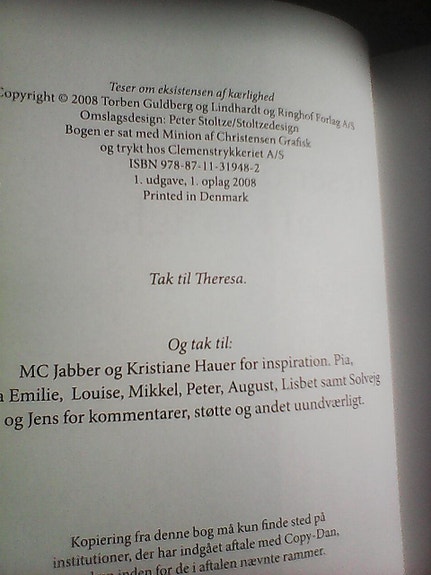 Teser om eksistensen af kærlighed
Copyright © 2008 Torben Guldberg og Lindhardt og Ringhof Forlag A/S
Omslagsdesign: Peter Stoltze/Stoltzedesign
Bogen er sat med Minion af Christensen Grafisk
og trykt hos Clemenstrykkeriet A/S
ISBN 978-87-11-31948-2
1. udgave, 1. oplag 2008
Printed in Denmark
Tak til Theresa.
Og tak til:
MC Jabber og Kristiane Hauer for inspiration. Pia,
Emilie, Louise, Mikkel, Peter, August, Lisbet samt Solvejg
og Jens for kommentarer, støtte og andet uundværligt.
Kopiering fra denne bog må kun finde sted på
institutioner, der har indgået aftale med Copy-Dan,
inden for de i aftalen nævnte rammer.